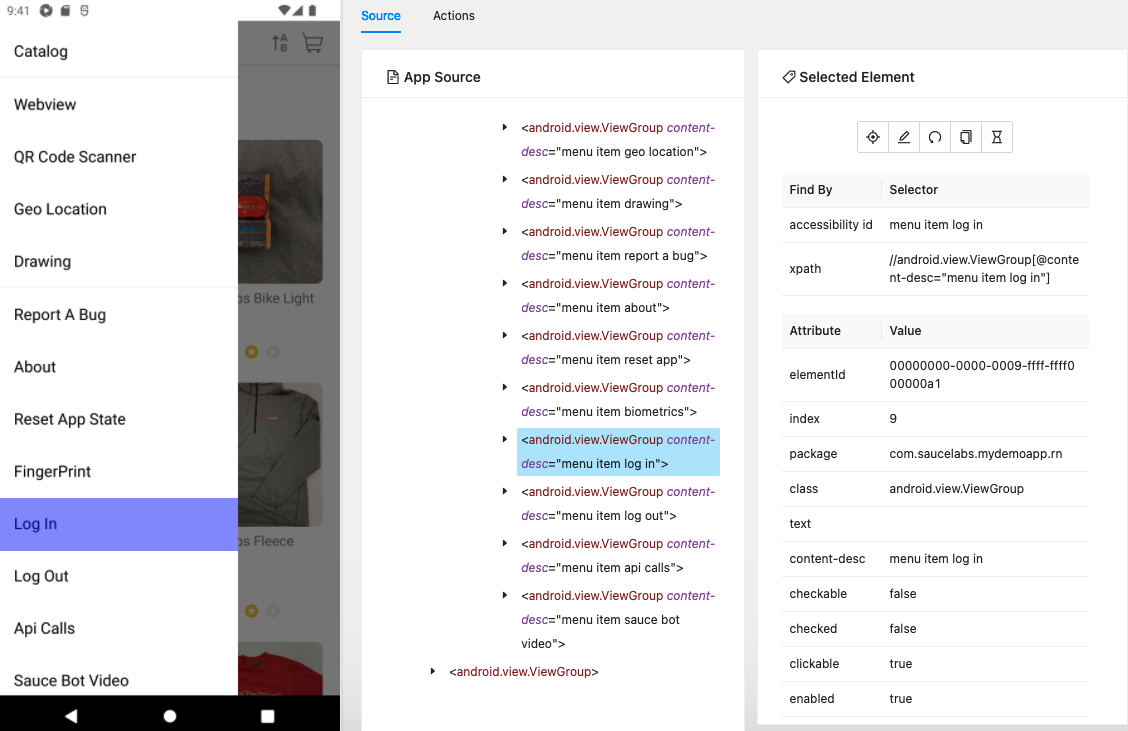 9:41
Catalog
Webview
QR Code Scanner
Geo Location
Drawing
Report A Bug
About
Reset App State
FingerPrint
Log In
Log Out
Api Calls
Sauce Bot Video
A
B
Bike Light
Fleece
Source Actions
App Source
<android.view.ViewGroup content-
desc="menu item geo location">
<android.view.ViewGroup content-
desc="menu item drawing">
<android.view.ViewGroup content-
desc="menu item report a bug">
<android.view.ViewGroup content-
desc="menu item about">
<android.view.ViewGroup content-
desc="menu item reset app">
<android.view.ViewGroup content-
desc="menu item biometrics">
<android.view.ViewGroup content-
desc="menu item log in">
<android.view.ViewGroup content-
desc="menu item log out">
<android.view.ViewGroup content-
desc="menu item api calls">
<android.view.ViewGroup content-
desc="menu item sauce bot
video">
<android.view.ViewGroup>
Selected Element
Find By Selector
accessibility id menu item log in
xpath //android.view.ViewGroup[@conte
nt-desc="menu item log in"]
Attribute Value
elementId 00000000-0000-0009-ffff-ffff0
00000a1
index 9
package com.saucelabs.mydemoapp.rn
class android.view.ViewGroup
text
content-desc menu item log in
checkable false
checked false
clickable true
enabled true